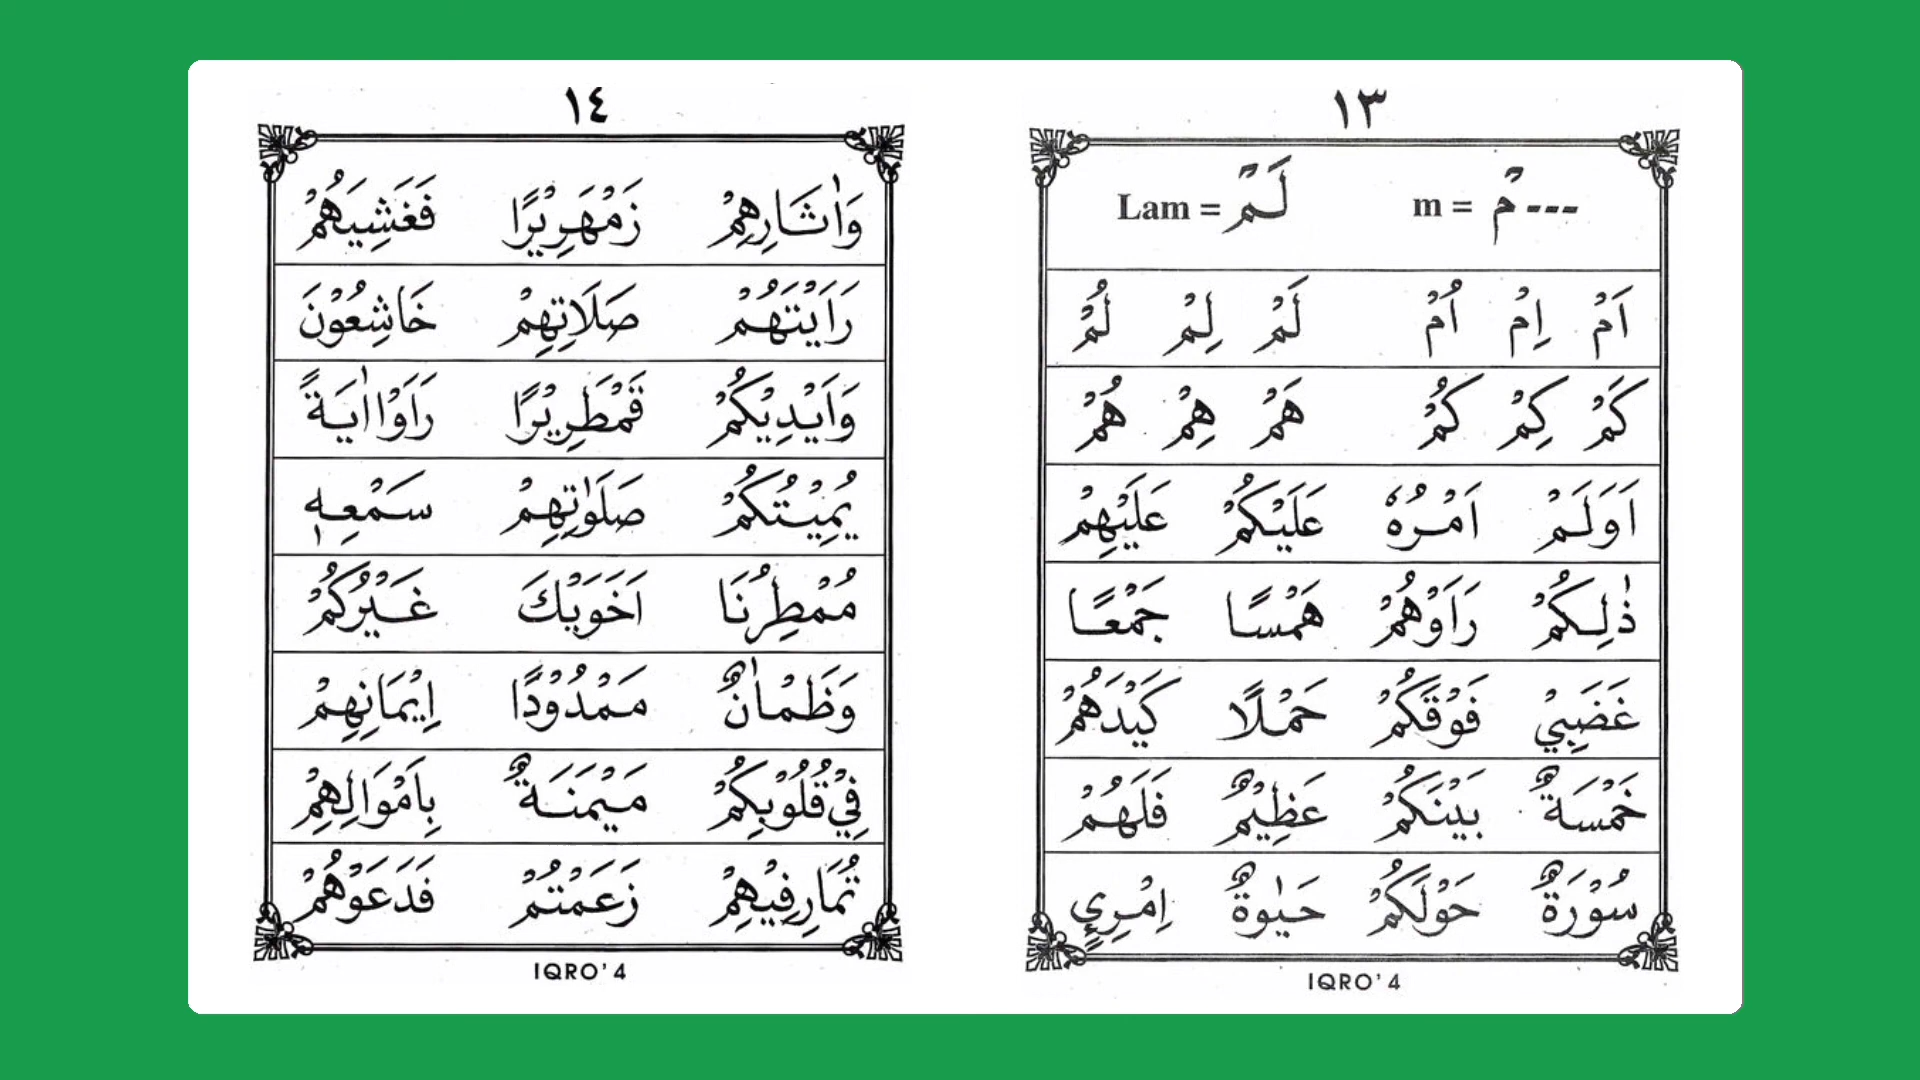 ١٣
m = --- مْ Lam = لَمْ
اَمْ اِمْ اُمْ لَمْ لِمْ لُمْ
كَمْ كِمْ كُمْ هَمْ هِمْ هُمْ
اَوَلَمْ اَمْرُهٗ عَلَيْكُمْ عَلَيْهِمْ
ذٰلِكُمْ رَاَوْهُمْ هَمْسًا جَمْعًا
غَضَبِيْ فَوْقَكُمْ حَمْلًا كَيْدَهُمْ
خَمْسَةٌ بَيْنَكُمْ عَظِيْمٌ فَلَهُمْ
سُوْرَةٌ حَوْلَكُمْ حَيٰوةٌ اِمْرِئٍ
IQRO' 4
١٤
وَاٰثَارِهِمْ زَمْهَرِيْرًا فَغَشِيَهُمْ
رَاَيْتَهُمْ صَلَاتِهِمْ خَاشِعُوْنَ
وَاَيْدِيْكُمْ قَمْطَرِيْرًا رَاَوْا اٰيَةً
يُمِيْتُكُمْ صَلَوٰتِهِمْ سَمْعِهٖ
مُمْطِرُنَا اَخَوَيْكَ غَيْرُكُمْ
وَظَمْاٰنٌ مَمْدُوْدًا اِيْمَانِهِمْ
فِيْ قُلُوْبِكُمْ مَيْمَنَةٌ بِاَمْوَالِهِمْ
تُمَارِفِيْهِمْ زَعَمْتُمْ فَدَعَوْهُمْ
IQRO' 4